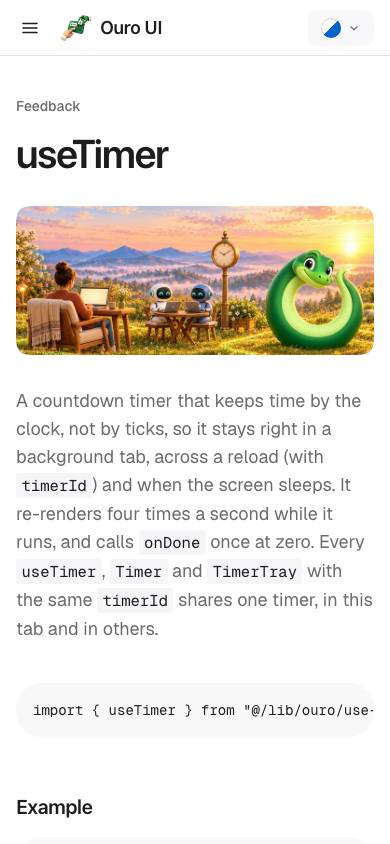 Ouro UI
Feedback
useTimer
A countdown timer that keeps time by the
clock, not by ticks, so it stays right in a
background tab, across a reload (with
timerId ) and when the screen sleeps. It
re-renders four times a second while it
runs, and calls onDone once at zero. Every
useTimer , Timer and TimerTray with
the same timerId shares one timer, in this
tab and in others.
import { useTimer } from "@/lib/ouro/use-
Example